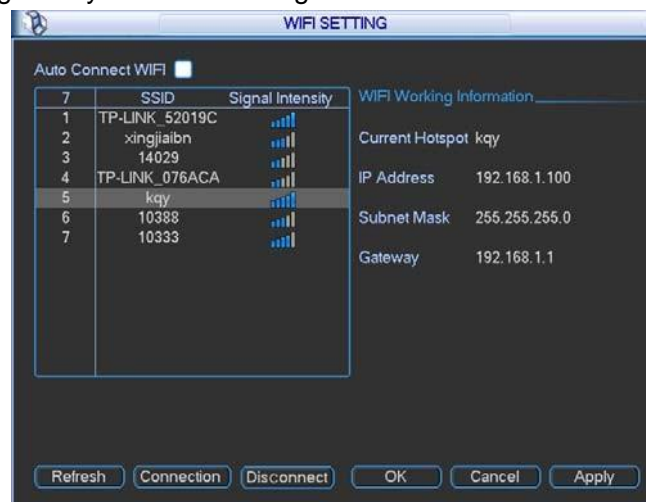 WIFI SETTING
Auto Connect WIFI
7 SSID Signal Intensity
1 TP-LINK_52019C
2 xingjiaibn
3 14029
4 TP-LINK_076ACA
5 kqy
6 10388
7 10333
WIFI Working Information
Current Hotspot kqy
IP Address 192.168.1.100
Subnet Mask 255.255.255.0
Gateway 192.168.1.1
Refresh Connection Disconnect OK Cancel Apply